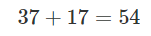 37 + 17 = 54